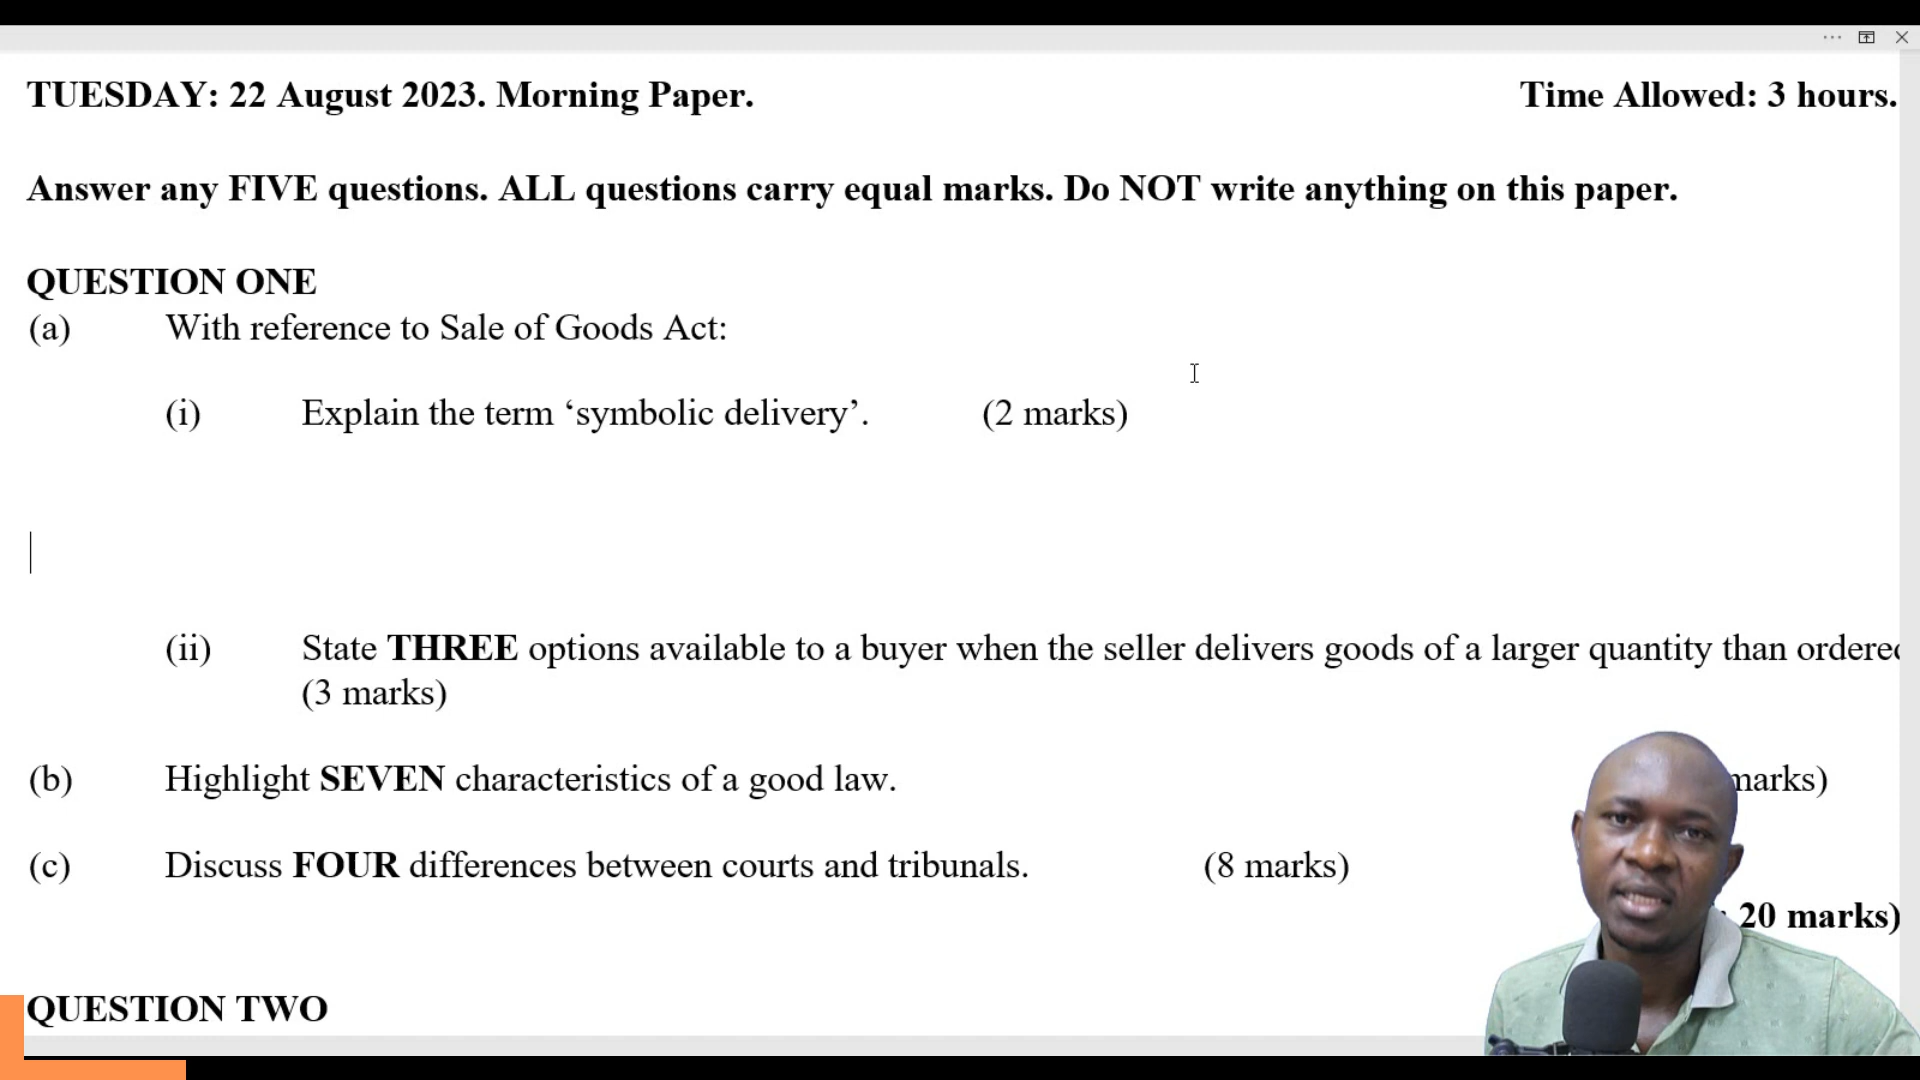 TUESDAY: 22 August 2023. Morning Paper. Time Allowed: 3 hours.
Answer any FIVE questions. ALL questions carry equal marks. Do NOT write anything on this paper.
QUESTION ONE
(a) With reference to Sale of Goods Act:
(i) Explain the term ‘symbolic delivery’. (2 marks)
(ii) State THREE options available to a buyer when the seller delivers goods of a larger quantity than ordered
(3 marks)
(b) Highlight SEVEN characteristics of a good law. marks)
(c) Discuss FOUR differences between courts and tribunals. (8 marks)
20 marks)
QUESTION TWO